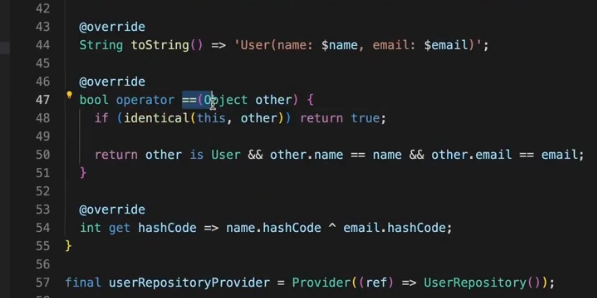 42
43 @override
44 String toString() => 'User(name: $name, email: $email)';
45
46 @override
47 bool operator ==(Object other) {
48 if (identical(this, other)) return true;
49
50 return other is User && other.name == name && other.email == email;
51 }
52
53 @override
54 int get hashCode => name.hashCode ^ email.hashCode;
55 }
56
57 final userRepositoryProvider = Provider((ref) => UserRepository());